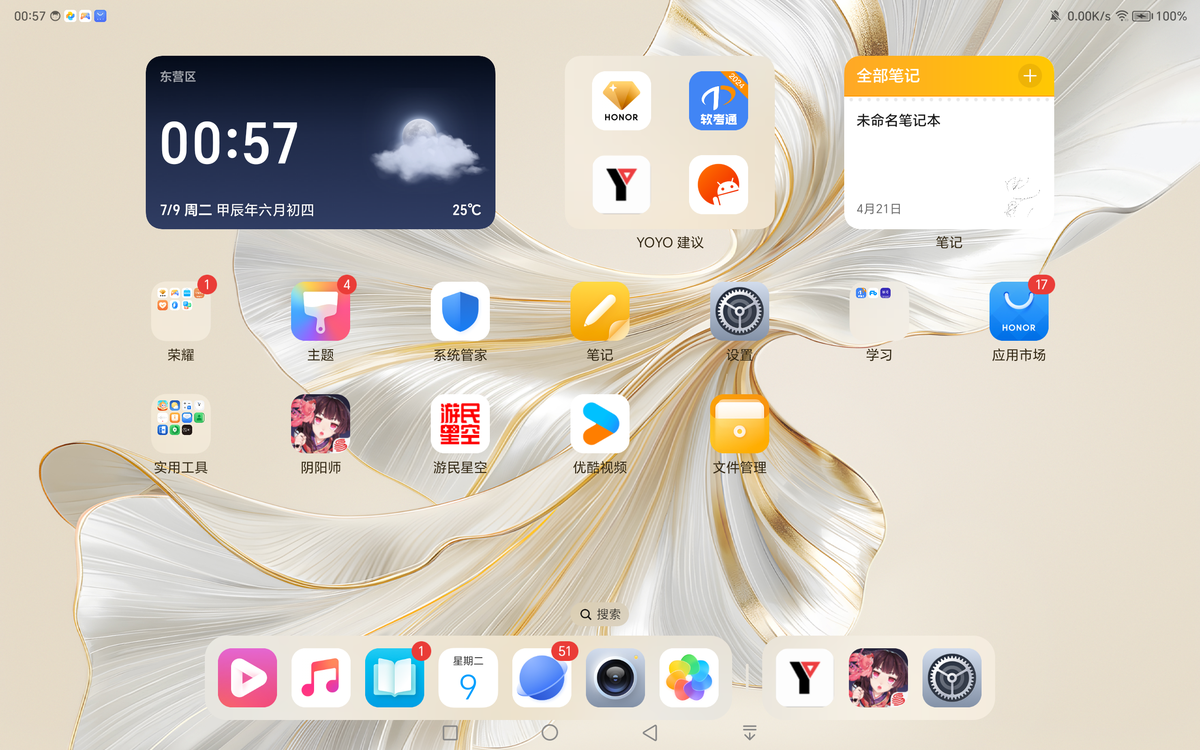 00:57
0.00K/s 100%
东营区
00:57
7/9 周二 甲辰年六月初四
25℃
HONOR
2024
软考通
YOYO 建议
全部笔记
未命名笔记本
4月21日
笔记
1
荣耀
4
主题
系统管家
笔记
设置
学习
17
HONOR
应用市场
实用工具
阴阳师
游民星空
游民星空
优酷视频
文件管理
搜索
1
星期二
9
51